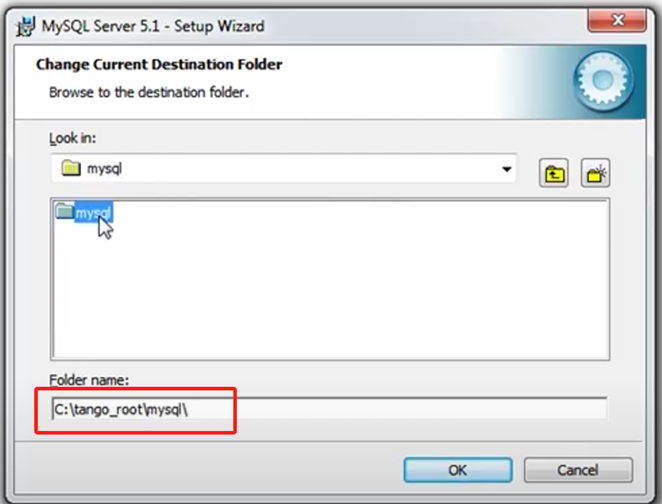 MySQL Server 5.1 - Setup Wizard
Change Current Destination Folder
Browse to the destination folder.
Look in:
mysql
mysql
Folder name:
C:\tango_root\mysql\
OK Cancel